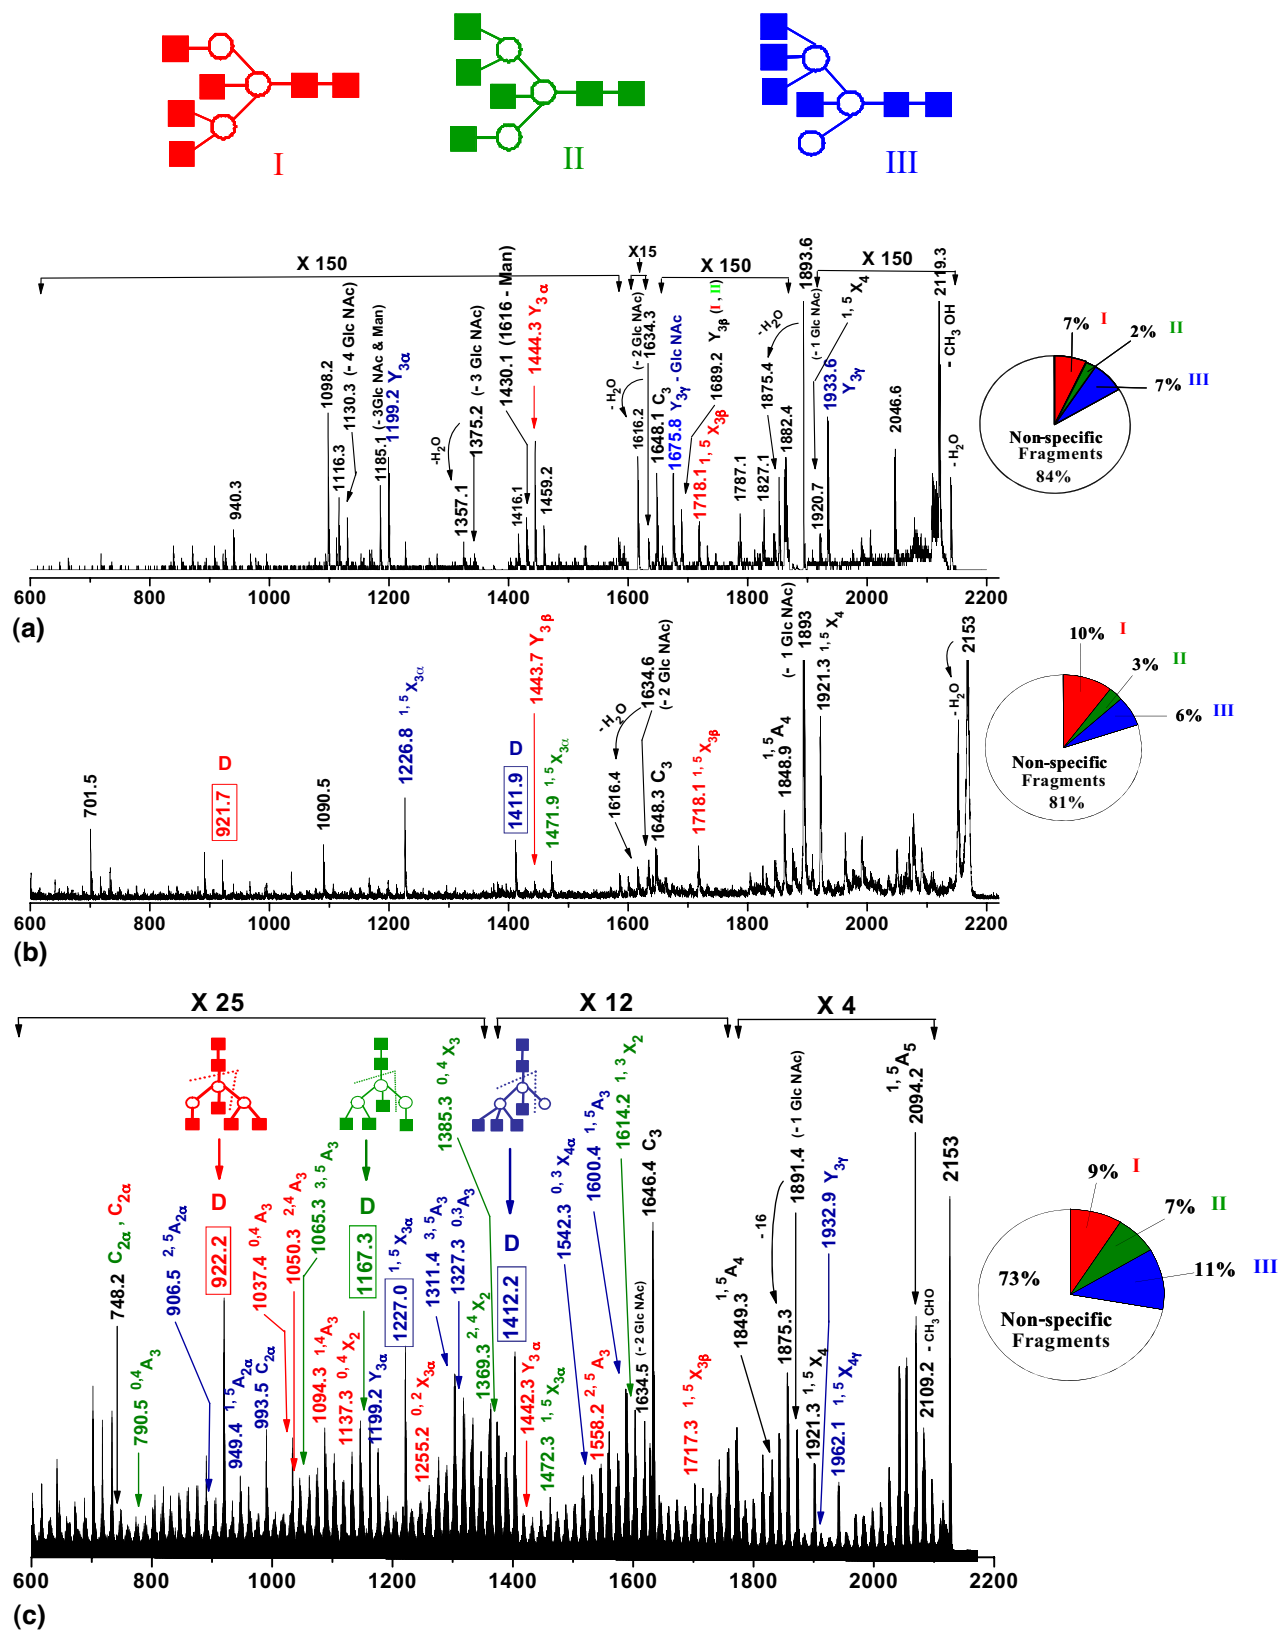 I
II
III
X 150
X15
X 150
X 150
940.3
1098.2
1116.3
1130.3 (- 4 Glc NAc)
1185.1 (-3Glc NAc & Man)
1199.2 Y3α
-H2O
1357.1
1375.2 (- 3 Glc NAc)
1416.1
1430.1 (1616 - Man)
1444.3 Y3α
1459.2
-H2O
1616.2
(- 2 Glc NAc)
1634.3
1648.1 C3
1675.8 Y3γ - Glc NAc
1689.2 Y3β (I, II)
1718.1 1,5 X3β
1787.1
1827.1
-H2O
1875.4
1882.4
1893.6
(- 1 Glc NAc)
1920.7
1,5 X4
1933.6
Y3γ
2046.6
2119.3
- CH3 OH
- H2O
7% I
2% II
7% III
Non-specific
Fragments
84%
600 800 1000 1200 1400 1600 1800 2000 2200
(a)
701.5
D
921.7
1090.5
1226.8 1,5 X3α
D
1411.9
1443.7 Y3β
1471.9 1,5 X3α
-H2O
1616.4
1634.6
(- 2 Glc NAc)
1648.3 C3
1718.1 1,5 X3β
1,5 A4
1848.9
(- 1 Glc NAc)
1893
1921.3 1,5 X4
- H2O
2153
10% I
3% II
6% III
Non-specific
Fragments
81%
600 800 1000 1200 1400 1600 1800 2000 2200
(b)
X 25
X 12
X 4
748.2 C2α , C2α
790.5 0,4 A3
906.5 2,5 A2α
D
922.2
949.4 1,5 A2α
993.5 C2α
1037.4 0,4 A3
1050.3 2,4 A3
1065.3 3,5 A3
1094.3 1,4 A3
1137.3 0,4 X2
D
1167.3
1199.2 Y3α
1227.0 1,5 X3α
1255.2 0,2 X3α
1311.4 3,5 A3
1327.3 0,3 A3
1369.3 2,4 X2
1385.3 0,4 X3
D
1412.2
1442.3 Y3α
1472.3 1,5 X3α
1542.3 0,3 X4α
1558.2 2,5 A3
1600.4 1,5 A3
1614.2 1,3 X2
1634.5 (- 2 Glc NAc)
1646.4 C3
1717.3 1,5 X3β
1,5 A4
1849.3
-16
1875.3
1891.4 (- 1 Glc NAc)
1921.3 1,5 X4
1932.9 Y3γ
1962.1 1,5 X4γ
1,5 A5
2094.2
2109.2 - CH3 CHO
2153
9% I
7% II
11% III
73%
Non-specific
Fragments
600 800 1000 1200 1400 1600 1800 2000 2200
(c)